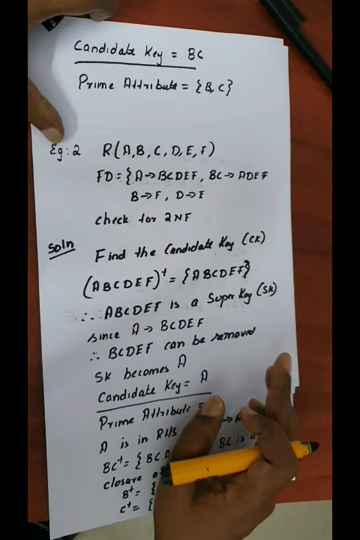 Candidate Key = BC
Prime Attribute = {B, C}
Eg: 2 R(A, B, C, D, E, F)
FD = {A → BCDEF, BC → ADEF
B → F, D → E
check for 2NF
Soln Find the Candidate Key (CK)
(ABCDEF)⁺ = {ABCDEF}
∴ ABCDEF is a Super Key (SK)
since A → BCDEF
∴ BCDEF can be removed
SK becomes A
Candidate Key = A
Prime Attribute =
A is in RHS
BC is a
BC⁺ = {BC
closure o
B⁺ = {
C⁺ = {